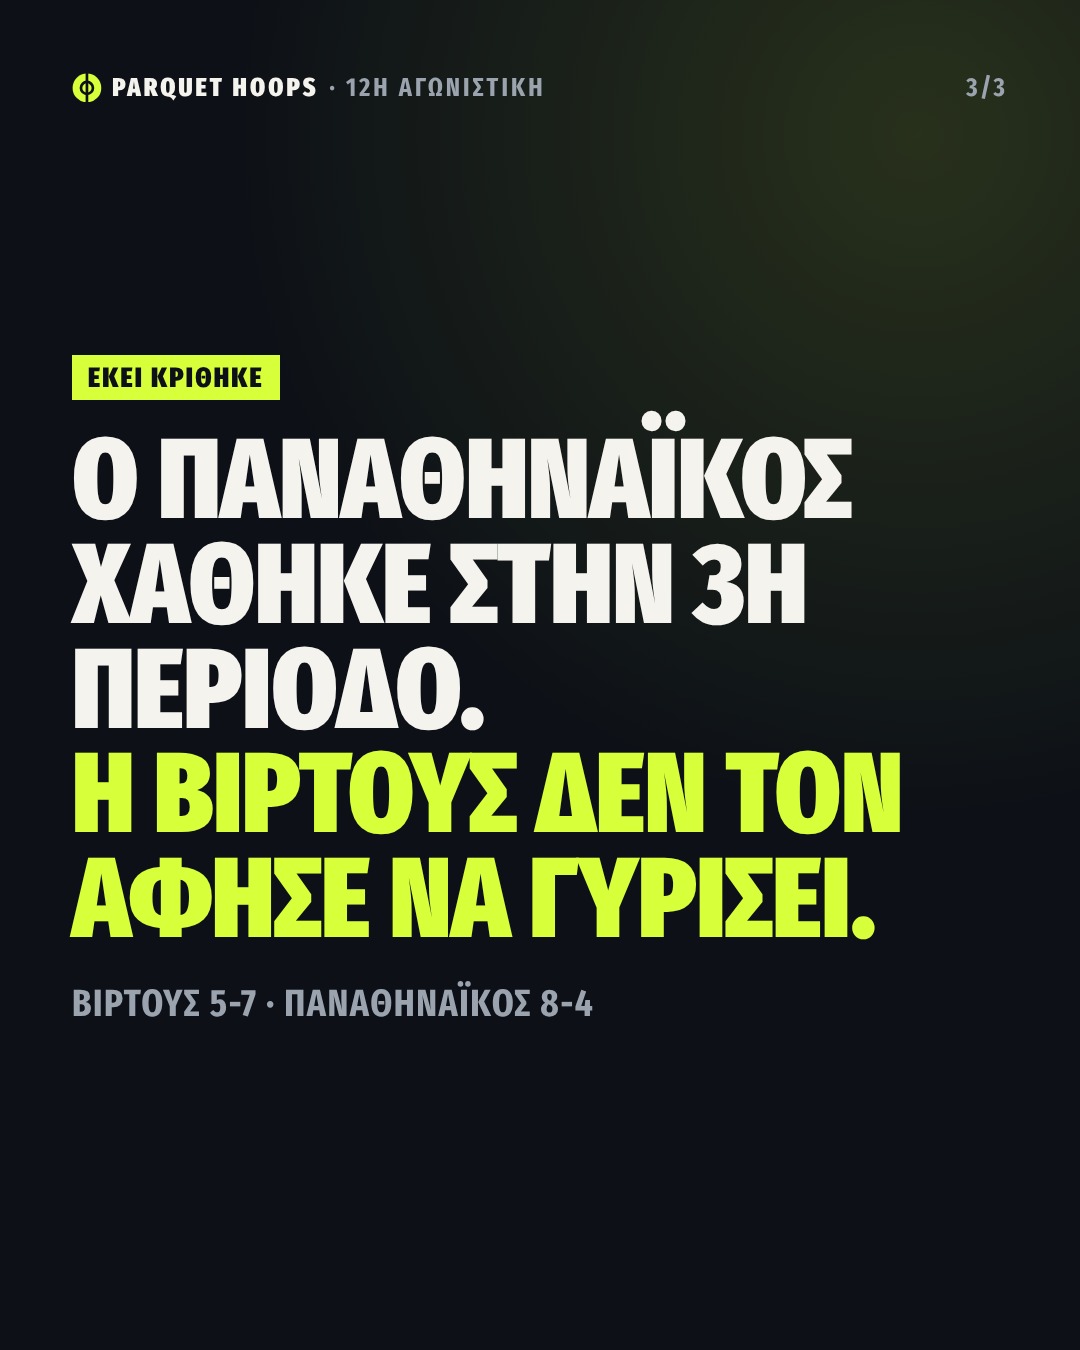 PARQUET HOOPS · 12Η ΑΓΩΝΙΣΤΙΚΗ
3/3
ΕΚΕΙ ΚΡΙΘΗΚΕ
Ο ΠΑΝΑΘΗΝΑΪΚΟΣ
ΧΑΘΗΚΕ ΣΤΗΝ 3Η
ΠΕΡΙΟΔΟ.
Η ΒΙΡΤΟΥΣ ΔΕΝ ΤΟΝ
ΑΦΗΣΕ ΝΑ ΓΥΡΙΣΕΙ.
ΒΙΡΤΟΥΣ 5-7 · ΠΑΝΑΘΗΝΑΪΚΟΣ 8-4